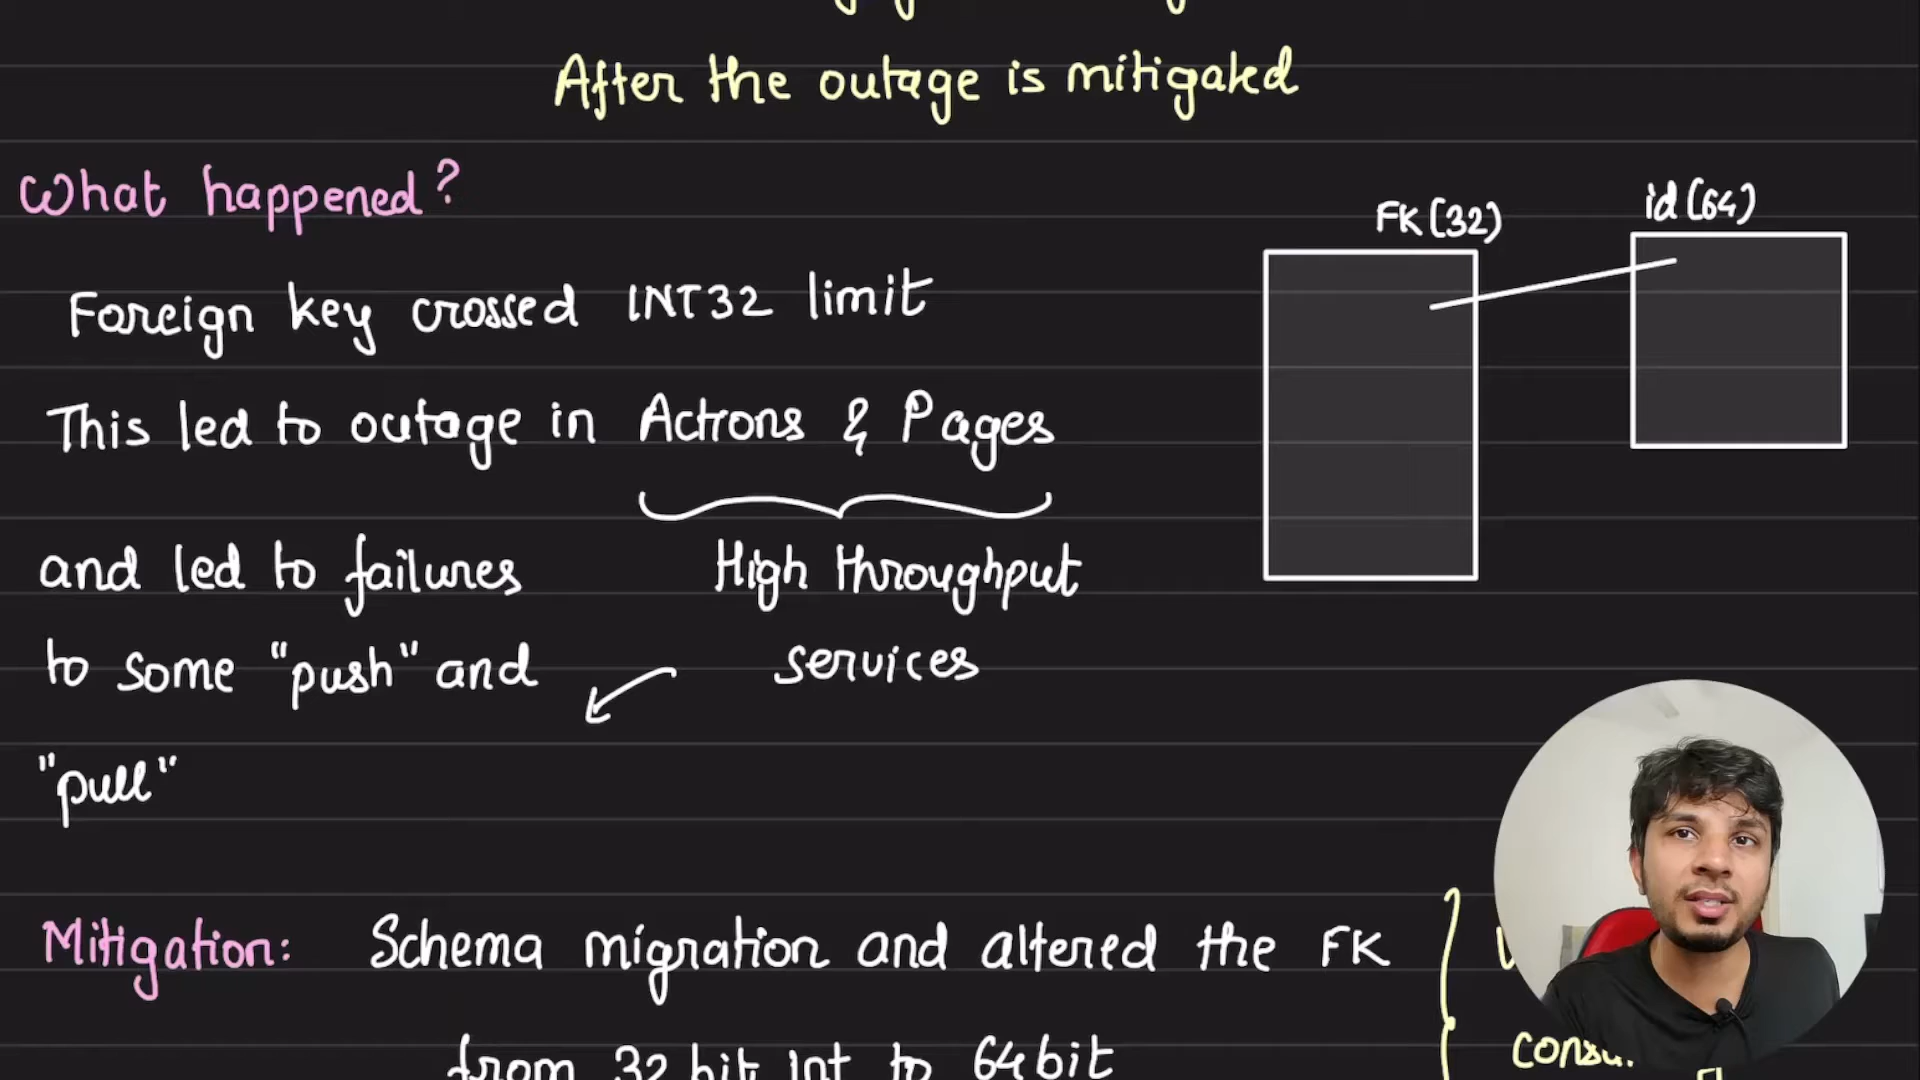 After the outage is mitigated
What happened?
FK (32)
id (64)
Foreign key crossed INT32 limit
This led to outage in Actions & Pages
and led to failures
High throughput
to some "push" and
services
"pull"
Mitigation: Schema migration and altered the FK
from 32 bit Int to 64 bit